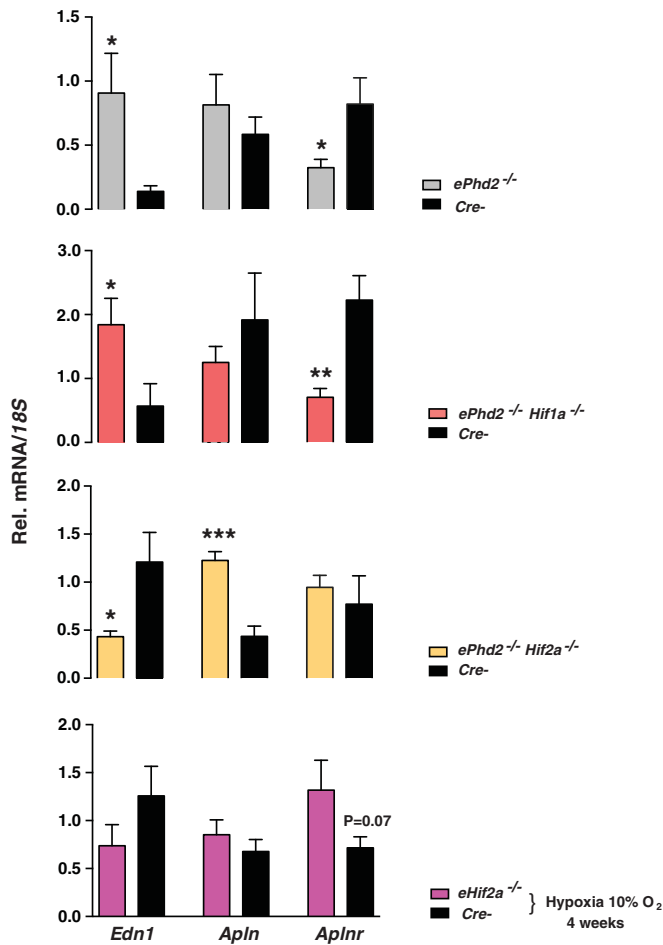 Rel. mRNA/18S
1.5
1.0
0.5
0.0
*
*
ePhd2 -/-
Cre-
3.0
2.0
1.0
0.0
*
**
ePhd2 -/- Hif1a -/-
Cre-
2.0
1.5
1.0
0.5
0.0
*
***
ePhd2 -/- Hif2a -/-
Cre-
2.0
1.5
1.0
0.5
0.0
P=0.07
eHif2a -/-
Cre-
} Hypoxia 10% O2
4 weeks
Edn1 Apln Aplnr